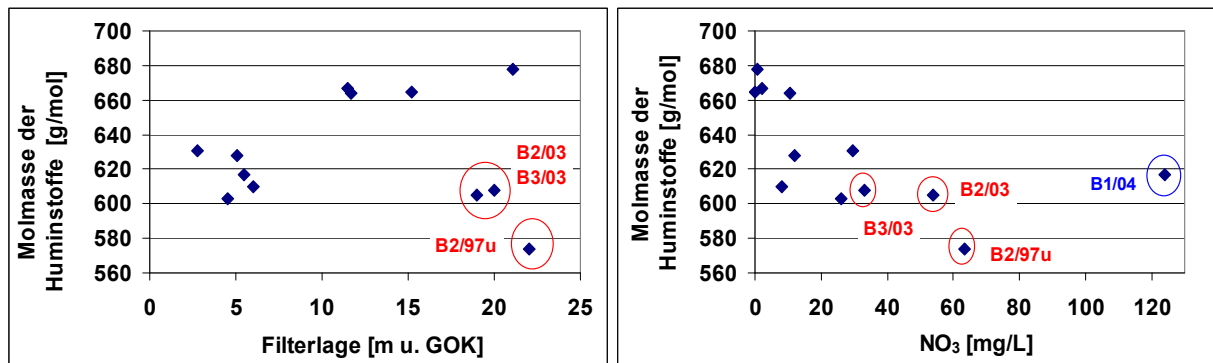 Molmasse der
Huminstoffe [g/mol]
700
680
660
640
620
600
580
560
0
5
10
15
20
25
B2/03
B3/03
B2/97u
Filterlage [m u. GOK]
Molmasse der
Huminstoffe [g/mol]
700
680
660
640
620
600
580
560
0
20
40
60
80
100
120
B1/04
B2/03
B3/03
B2/97u
NO3 [mg/L]